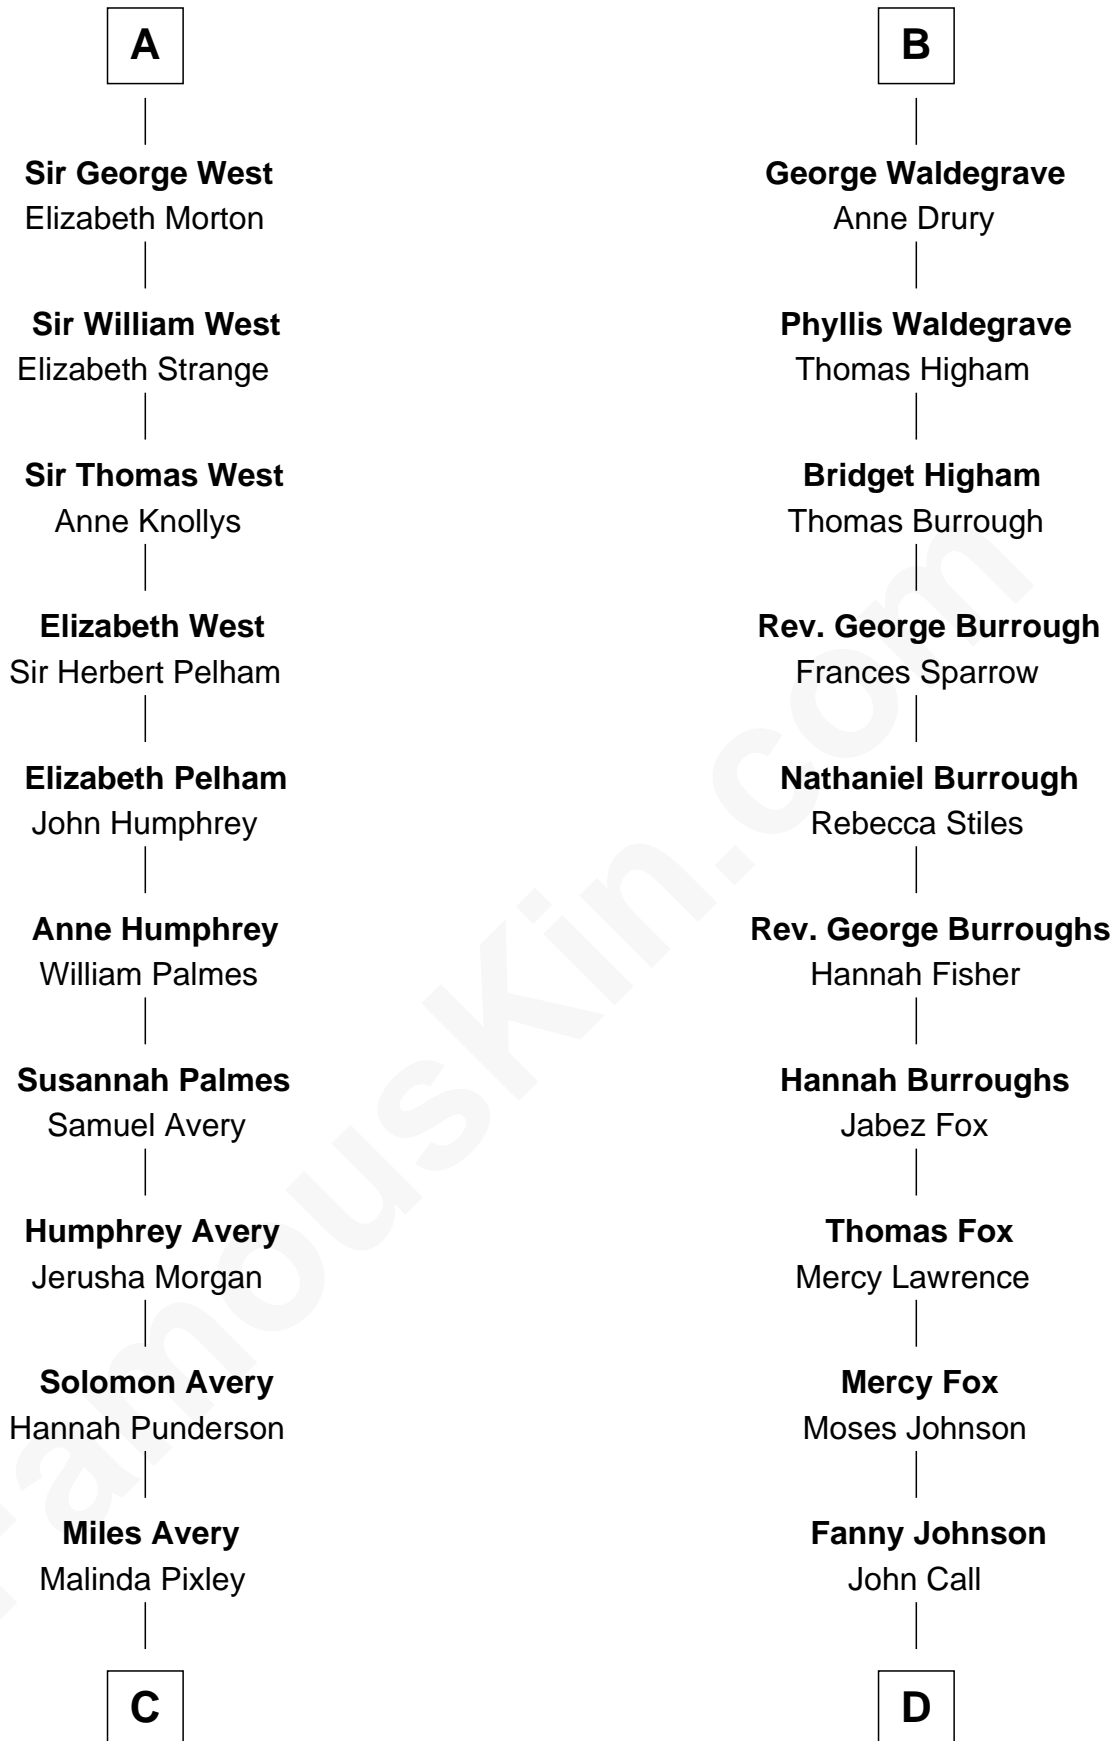 A
Sir George West
Elizabeth Morton
Sir William West
Elizabeth Strange
Sir Thomas West
Anne Knollys
Elizabeth West
Sir Herbert Pelham
Elizabeth Pelham
John Humphrey
Anne Humphrey
William Palmes
Susannah Palmes
Samuel Avery
Humphrey Avery
Jerusha Morgan
Solomon Avery
Hannah Punderson
Miles Avery
Malinda Pixley
C
B
George Waldegrave
Anne Drury
Phyllis Waldegrave
Thomas Higham
Bridget Higham
Thomas Burrough
Rev. George Burrough
Frances Sparrow
Nathaniel Burrough
Rebecca Stiles
Rev. George Burroughs
Hannah Fisher
Hannah Burroughs
Jabez Fox
Thomas Fox
Mercy Lawrence
Mercy Fox
Moses Johnson
Fanny Johnson
John Call
D
FamousKin.com